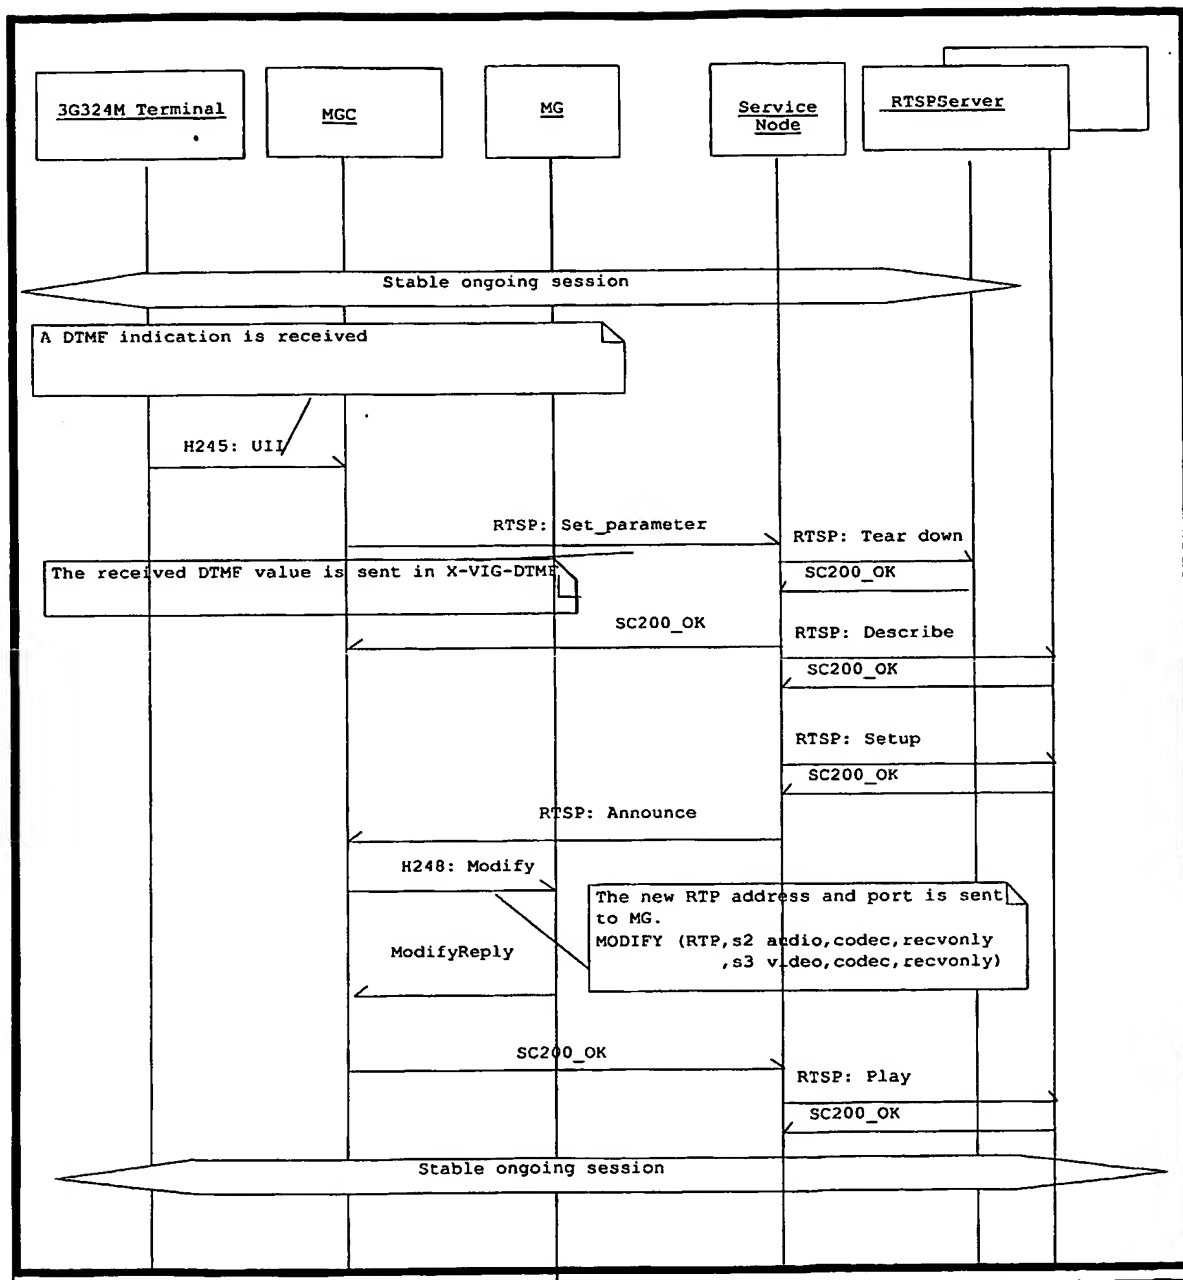 3G324M Terminal
MGC
MG
Service
Node
RTSPServer
Stable ongoing session
A DTMF indication is received
H245: UII
RTSP: Set_parameter
RTSP: Tear down
The received DTMF value is sent in X-VIG-DTMF
SC200_OK
SC200_OK
RTSP: Describe
SC200_OK
RTSP: Setup
SC200_OK
RTSP: Announce
H248: Modify
The new RTP address and port is sent
to MG.
MODIFY (RTP,s2 audio,codec,recvonly
,s3 video,codec,recvonly)
ModifyReply
SC200_OK
RTSP: Play
SC200_OK
Stable ongoing session